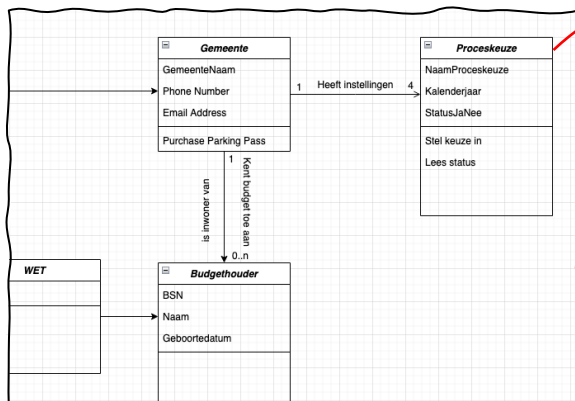 Gemeente
GemeenteNaam
Phone Number
Email Address
Purchase Parking Pass
1
Heeft instellingen
4
Proceskeuze
NaamProceskeuze
Kalenderjaar
StatusJaNee
Stel keuze in
Lees status
1
is inwoner van
Kent budget toe aan
0..n
WET
Budgethouder
BSN
Naam
Geboortedatum